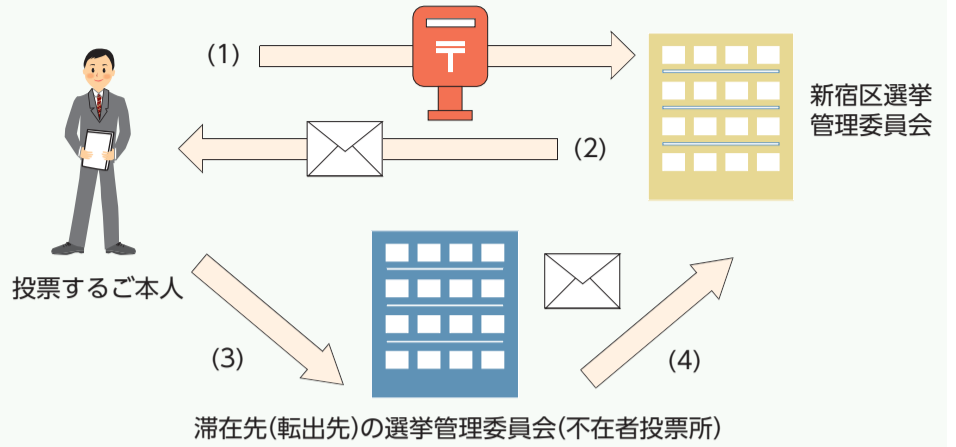 (1)
〒
新宿区選挙
管理委員会
(2)
投票するご本人
(3)
(4)
滞在先(転出先)の選挙管理委員会(不在者投票所)